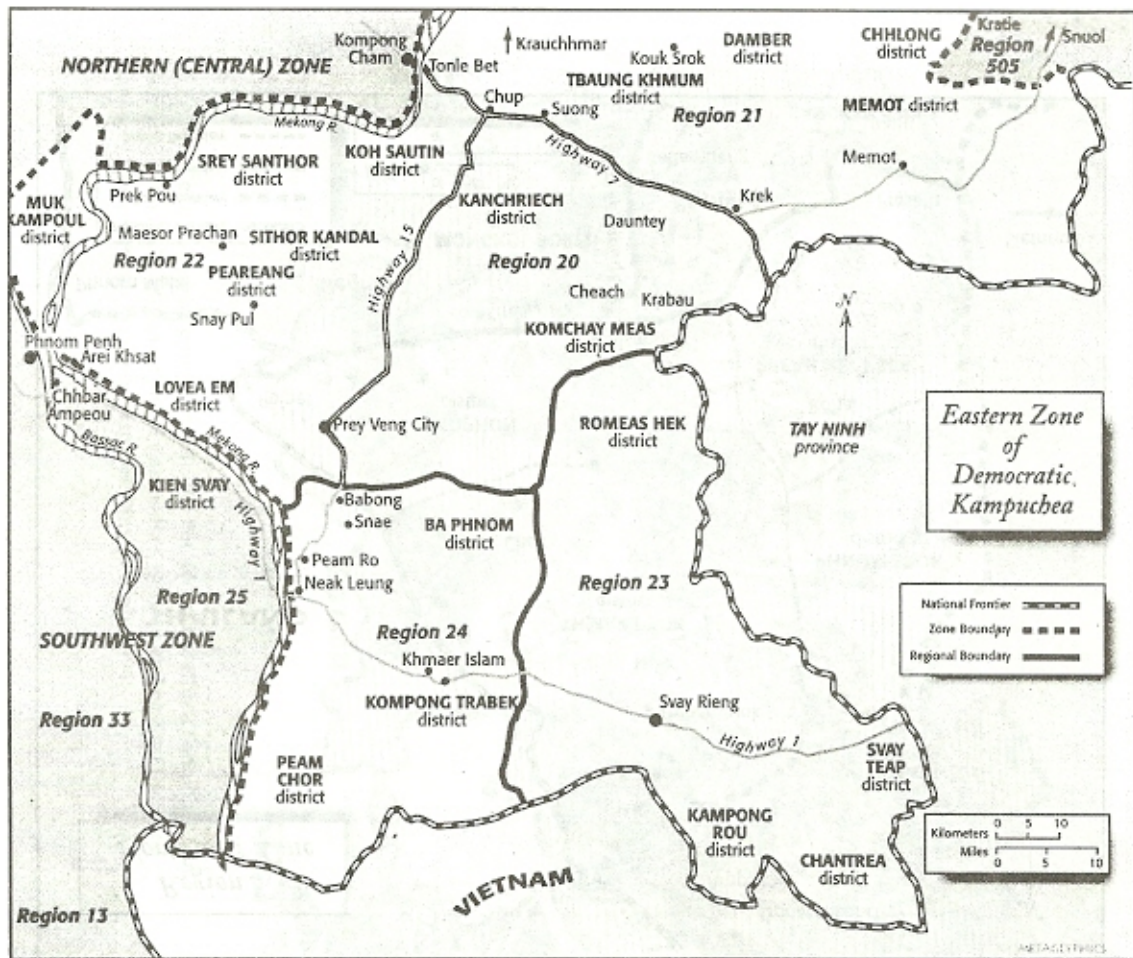 Kompong
Cham
Krauchhmar
Kouk Srok
DAMBER
district
CHHLONG
district
Kratie
Region
505
Snuol
NORTHERN (CENTRAL) ZONE
Tonle Bet
TBAUNG KHMUM
district
Chup
Suong
Region 21
MEMOT district
Mekong R.
SREY SANTHOR
district
KOH SAUTIN
district
Highway 7
Memot
Prek Pou
MUK
KAMPOUL
district
KANCHRIECH
district
Dauntey
Krek
Maesor Prachan
SITHOR KANDAL
district
Region 22
PEAREANG
district
Highway 15
Region 20
Cheach
Krabau
Snay Pul
N
KOMCHAY MEAS
district
Phnom Penh
Arei Khsat
Chhbar
Ampeou
LOVEA EM
district
Bassac R.
Mekong R.
Prey Veng City
ROMEAS HEK
district
TAY NINH
province
Eastern Zone
of
Democratic
Kampuchea
KIEN SVAY
district
Highway 1
Babong
Snae
BA PHNOM
district
Peam Ro
Neak Leung
Region 25
Region 23
National Frontier
Zone Boundary
Regional Boundary
SOUTHWEST ZONE
Region 24
Khmaer Islam
KOMPONG TRABEK
district
Svay Rieng
Region 33
Highway 1
SVAY
TEAP
district
PEAM
CHOR
district
KAMPONG
ROU
district
0 5 10
Kilometers
Miles
0 5 10
CHANTREA
district
VIETNAM
Region 13